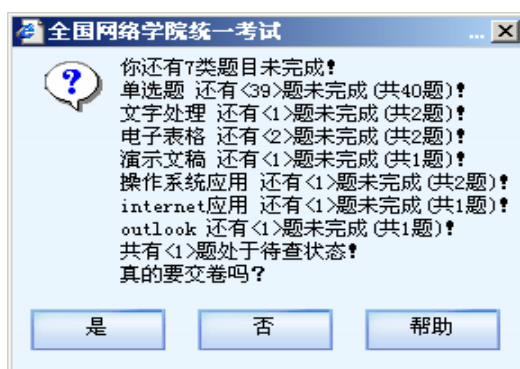 全国网络学院统一考试 ...
你还有7类题目未完成!
单选题 还有<39>题未完成(共40题)!
文字处理 还有<1>题未完成(共2题)!
电子表格 还有<2>题未完成(共2题)!
演示文稿 还有<1>题未完成(共1题)!
操作系统应用 还有<1>题未完成(共2题)!
internet应用 还有<1>题未完成(共1题)!
outlook 还有<1>题未完成(共1题)!
共有<1>题处于待查状态!
真的要交卷吗?
是 否 帮助